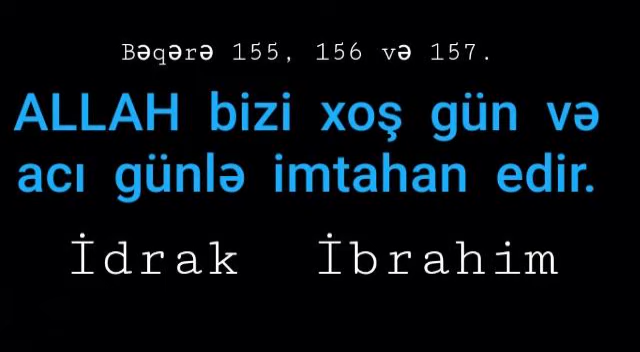 Bəqərə 155, 156 və 157.
ALLAH bizi xoş gün və
acı günlə imtahan edir.
İdrak İbrahim